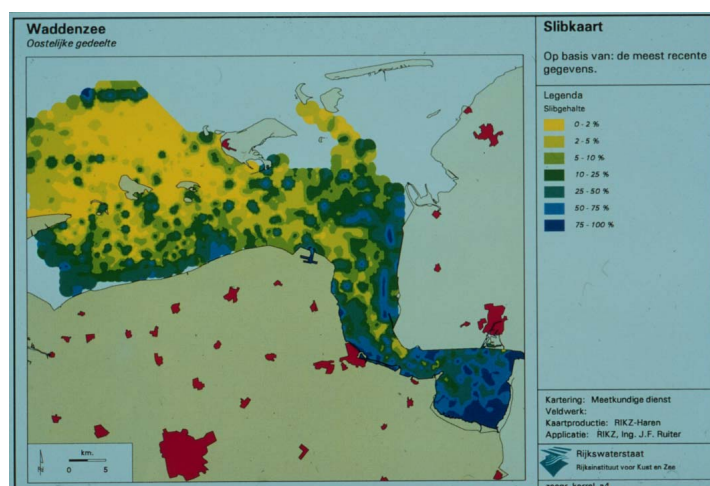 Waddenzee
Oostelijke gedeelte
km.
0 5
Slibkaart
Op basis van: de meest recente
gegevens.
Legenda
Slibgehalte
0 - 2 %
2 - 5 %
5 - 10 %
10 - 25 %
25 - 50 %
50 - 75 %
75 - 100 %
Kartering: Meetkundige dienst
Veldwerk:
Kaartproductie: RIKZ-Haren
Applicatie: RIKZ, Ing. J.F. Ruiter
Rijkswaterstaat
Rijksinstituut voor Kust en Zee